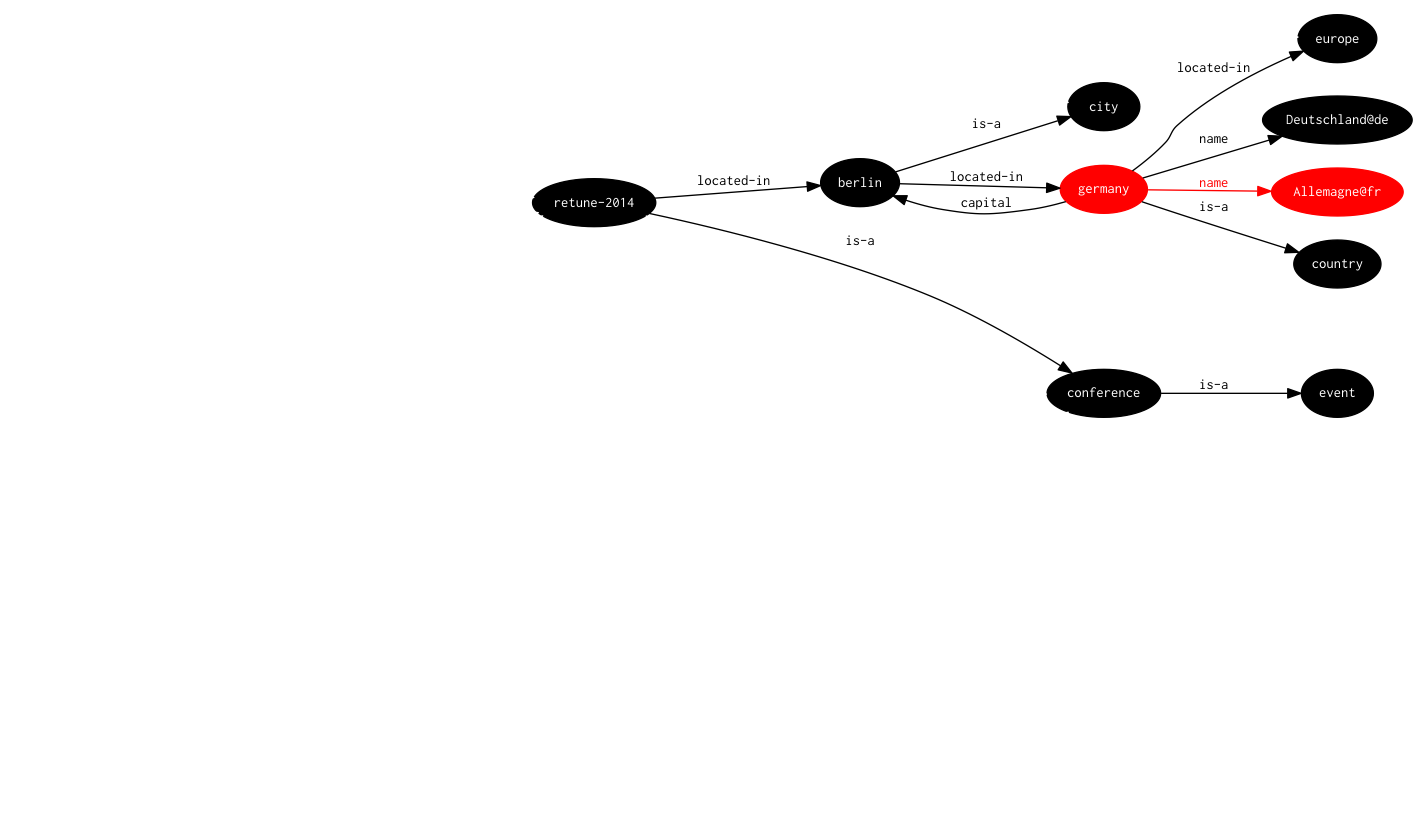 europe
located-in
city
Deutschland@de
is-a
name
located-in
berlin
located-in
name
germany
Allemagne@fr
retune-2014
capital
is-a
is-a
country
conference
is-a
event